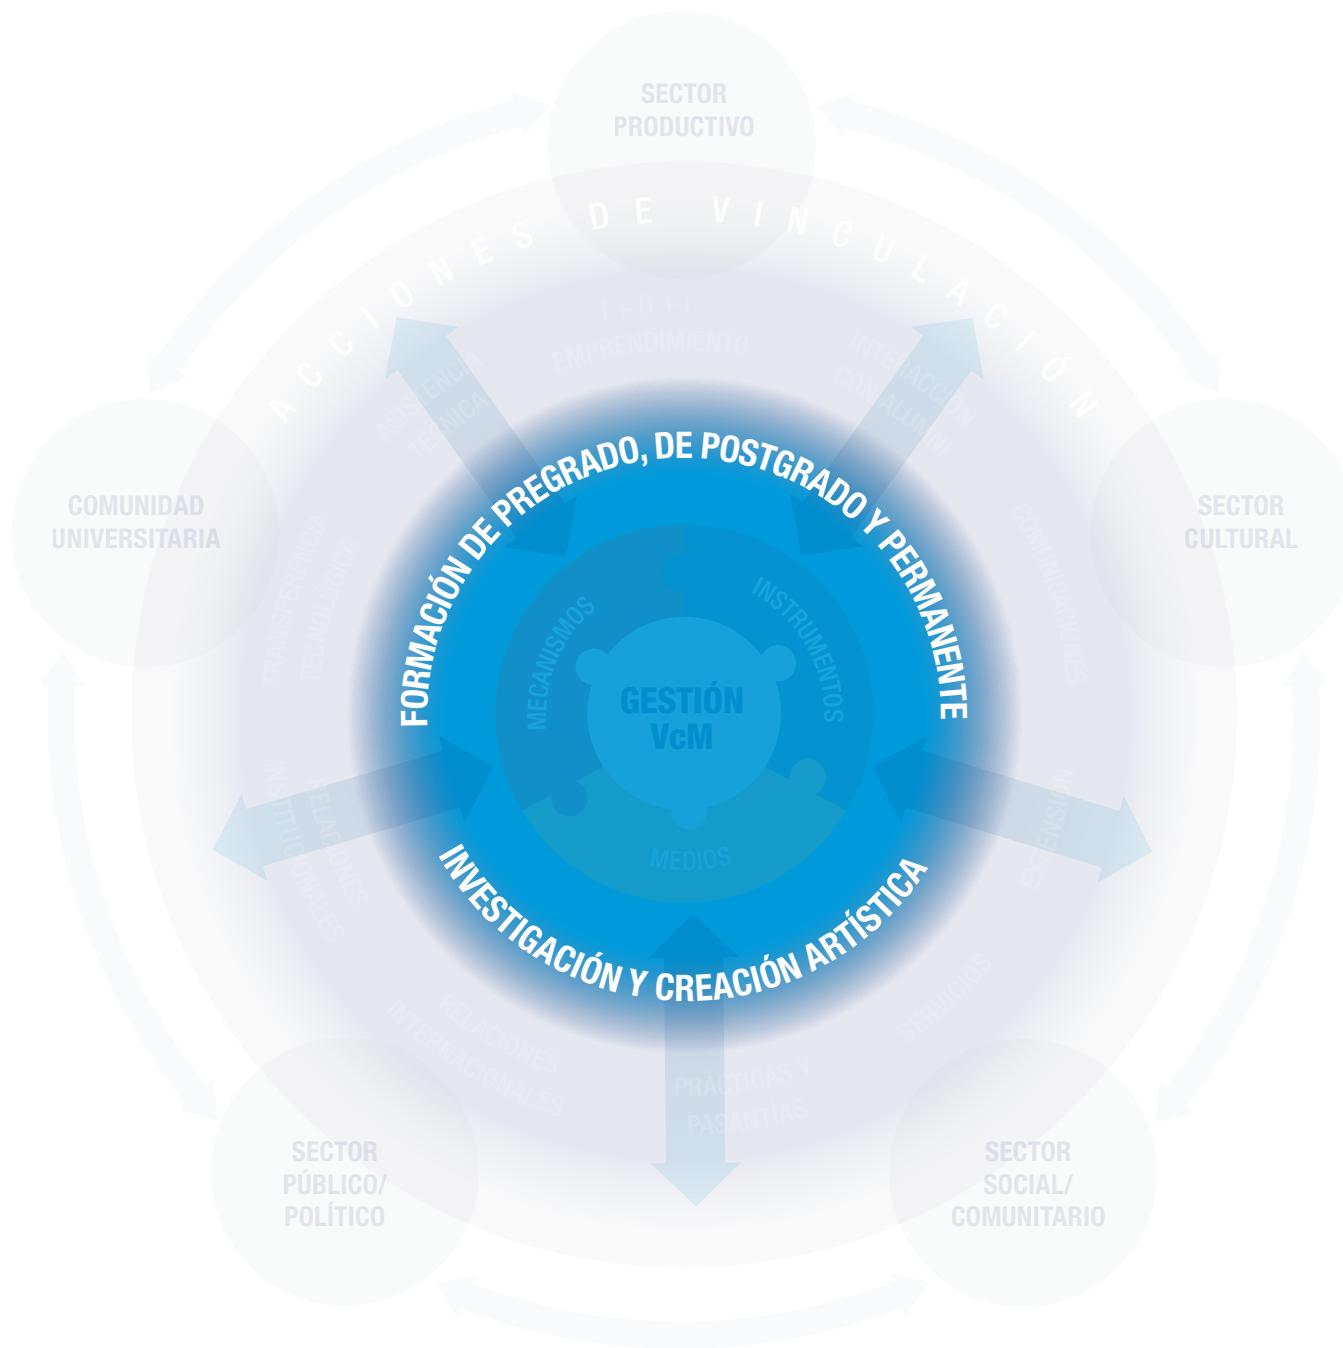 SECTOR
PRODUCTIVO
ACCIONES DE VINCULACIÓN
I + D + i
EMPRENDIMIENTO
ASISTENCIA
TÉCNICA
INTERACCIÓN
CON ALUMNI
COMUNIDAD
UNIVERSITARIA
SECTOR
CULTURAL
TRANSFERENCIA
TECNOLÓGICA
COMUNICACIONES
FORMACIÓN DE PREGRADO, DE POSTGRADO Y PERMANENTE
MECANISMOS
INSTRUMENTOS
GESTIÓN
VcM
MEDIOS
INVESTIGACIÓN Y CREACIÓN ARTÍSTICA
RELACIONES
INSTITUCIONALES
EXTENSIÓN
RELACIONES
INTERNACIONALES
PRÁCTICAS Y
PASANTÍAS
SERVICIOS
SECTOR
PÚBLICO/
POLÍTICO
SECTOR
SOCIAL/
COMUNITARIO